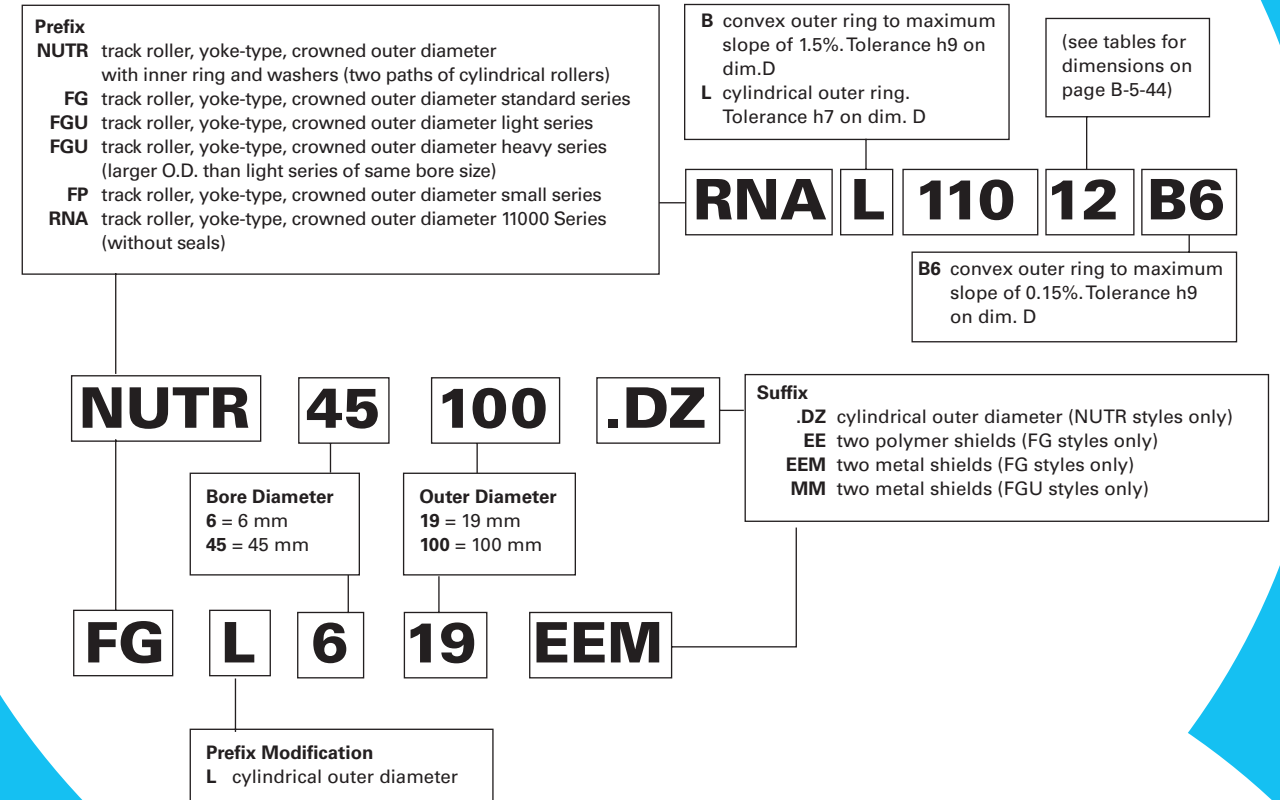 Prefix
NUTR track roller, yoke-type, crowned outer diameter
with inner ring and washers (two paths of cylindrical rollers)
FG track roller, yoke-type, crowned outer diameter standard series
FGU track roller, yoke-type, crowned outer diameter light series
FGU track roller, yoke-type, crowned outer diameter heavy series
(larger O.D. than light series of same bore size)
FP track roller, yoke-type, crowned outer diameter small series
RNA track roller, yoke-type, crowned outer diameter 11000 Series
(without seals)
B convex outer ring to maximum
slope of 1.5%. Tolerance h9 on
dim.D
L cylindrical outer ring.
Tolerance h7 on dim. D
(see tables for
dimensions on
page B-5-44)
RNA L 110 12 B6
B6 convex outer ring to maximum
slope of 0.15%. Tolerance h9
on dim. D
NUTR 45 100 .DZ
Suffix
.DZ cylindrical outer diameter (NUTR styles only)
EE two polymer shields (FG styles only)
EEM two metal shields (FG styles only)
MM two metal shields (FGU styles only)
Bore Diameter
6 = 6 mm
45 = 45 mm
Outer Diameter
19 = 19 mm
100 = 100 mm
FG L 6 19 EEM
Prefix Modification
L cylindrical outer diameter